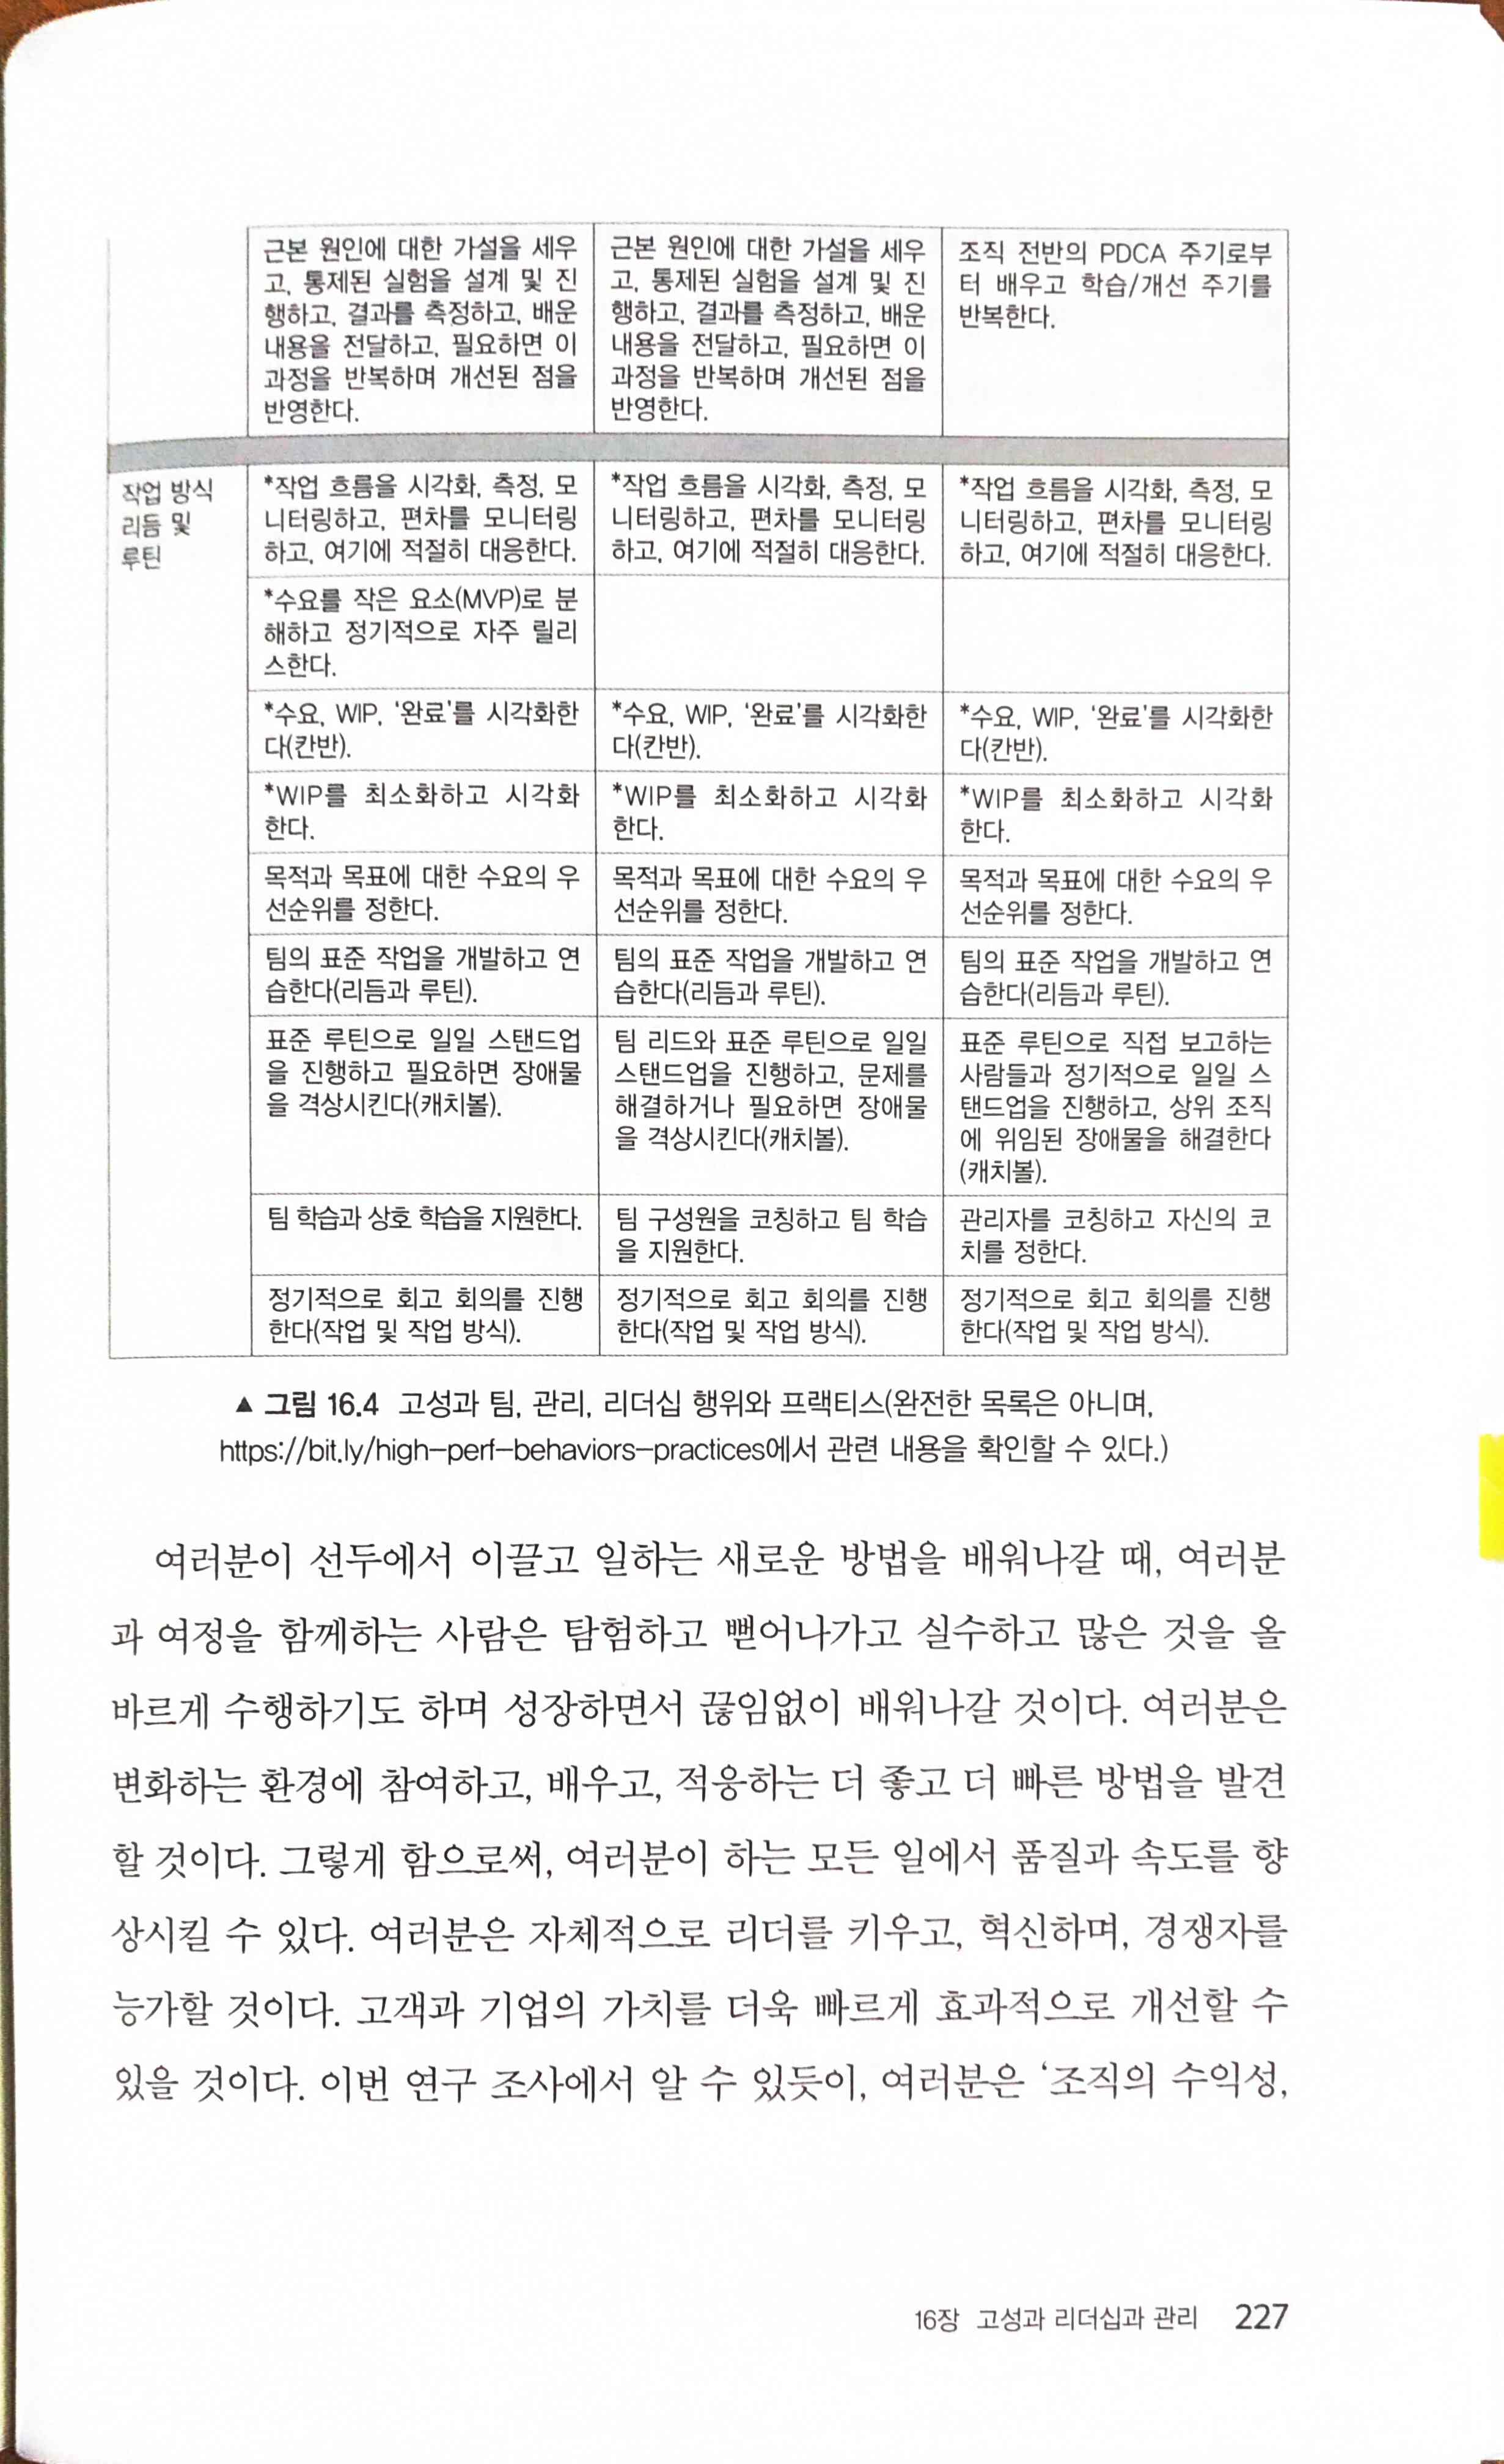 근본 원인에 대한 가설을 세우
고, 통제된 실험을 설계 및 진
행하고, 결과를 측정하고, 배운
내용을 전달하고, 필요하면 이
과정을 반복하며 개선된 점을
반영한다.
근본 원인에 대한 가설을 세우
고, 통제된 실험을 설계 및 진
행하고, 결과를 측정하고, 배운
내용을 전달하고, 필요하면 이
과정을 반복하며 개선된 점을
반영한다.
조직 전반의 PDCA 주기로부
터 배우고 학습/개선 주기를
반복한다.
작업 방식
리듬 및
루틴
*작업 흐름을 시각화, 측정, 모
니터링하고, 편차를 모니터링
하고, 여기에 적절히 대응한다.
*작업 흐름을 시각화, 측정, 모
니터링하고, 편차를 모니터링
하고, 여기에 적절히 대응한다.
*작업 흐름을 시각화, 측정, 모
니터링하고, 편차를 모니터링
하고, 여기에 적절히 대응한다.
*수요를 작은 요소(MVP)로 분
해하고 정기적으로 자주 릴리
스한다.
*수요, WIP, ‘완료’를 시각화한
다(칸반).
*수요, WIP, ‘완료’를 시각화한
다(칸반).
*수요, WIP, ‘완료’를 시각화한
다(칸반).
*WIP를 최소화하고 시각화
한다.
*WIP를 최소화하고 시각화
한다.
*WIP를 최소화하고 시각화
한다.
목적과 목표에 대한 수요의 우
선순위를 정한다.
목적과 목표에 대한 수요의 우
선순위를 정한다.
목적과 목표에 대한 수요의 우
선순위를 정한다.
팀의 표준 작업을 개발하고 연
습한다(리듬과 루틴).
팀의 표준 작업을 개발하고 연
습한다(리듬과 루틴).
팀의 표준 작업을 개발하고 연
습한다(리듬과 루틴).
표준 루틴으로 일일 스탠드업
을 진행하고 필요하면 장애물
을 격상시킨다(캐치볼).
팀 리드와 표준 루틴으로 일일
스탠드업을 진행하고, 문제를
해결하거나 필요하면 장애물
을 격상시킨다(캐치볼).
표준 루틴으로 직접 보고하는
사람들과 정기적으로 일일 스
탠드업을 진행하고, 상위 조직
에 위임된 장애물을 해결한다
(캐치볼).
팀 학습과 상호 학습을 지원한다.
팀 구성원을 코칭하고 팀 학습
을 지원한다.
관리자를 코칭하고 자신의 코
치를 정한다.
정기적으로 회고 회의를 진행
한다(작업 및 작업 방식).
정기적으로 회고 회의를 진행
한다(작업 및 작업 방식).
정기적으로 회고 회의를 진행
한다(작업 및 작업 방식).
▲ 그림 16.4 고성과 팀, 관리, 리더십 행위와 프랙티스(완전한 목록은 아니며,
https://bit.ly/high-perf-behaviors-practices에서 관련 내용을 확인할 수 있다.)
여러분이 선두에서 이끌고 일하는 새로운 방법을 배워나갈 때, 여러분
과 여정을 함께하는 사람은 탐험하고 뻗어나가고 실수하고 많은 것을 올
바르게 수행하기도 하며 성장하면서 끊임없이 배워나갈 것이다. 여러분은
변화하는 환경에 참여하고, 배우고, 적응하는 더 좋고 더 빠른 방법을 발견
할 것이다. 그렇게 함으로써, 여러분이 하는 모든 일에서 품질과 속도를 향
상시킬 수 있다. 여러분은 자체적으로 리더를 키우고, 혁신하며, 경쟁자를
능가할 것이다. 고객과 기업의 가치를 더욱 빠르게 효과적으로 개선할 수
있을 것이다. 이번 연구 조사에서 알 수 있듯이, 여러분은 ‘조직의 수익성,
16장 고성과 리더십과 관리 227